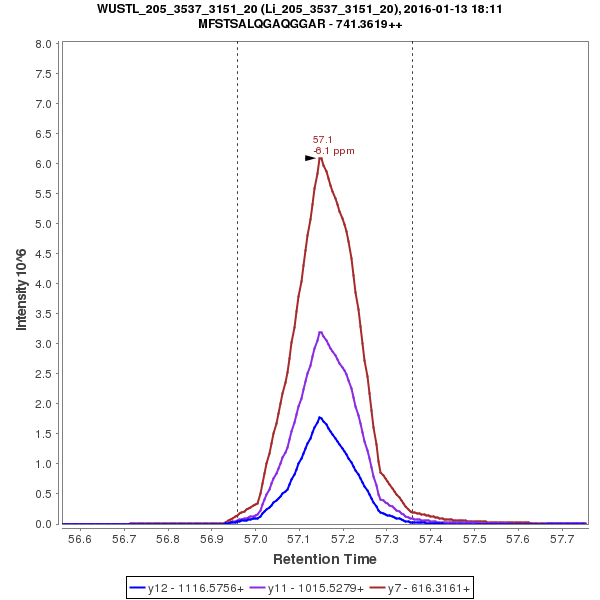 WUSTL_205_3537_3151_20 (Li_205_3537_3151_20), 2016-01-13 18:11
MFSTSALQGAQGGAR - 741.3619++
8.0
7.5
7.0
6.5
6.0
5.5
5.0
4.5
4.0
3.5
3.0
2.5
2.0
1.5
1.0
0.5
0.0
Intensity 10^6
57.1
-6.1 ppm
56.6 56.7 56.8 56.9 57.0 57.1 57.2 57.3 57.4 57.5 57.6 57.7
Retention Time
y12 - 1116.5756+ y11 - 1015.5279+ y7 - 616.3161+